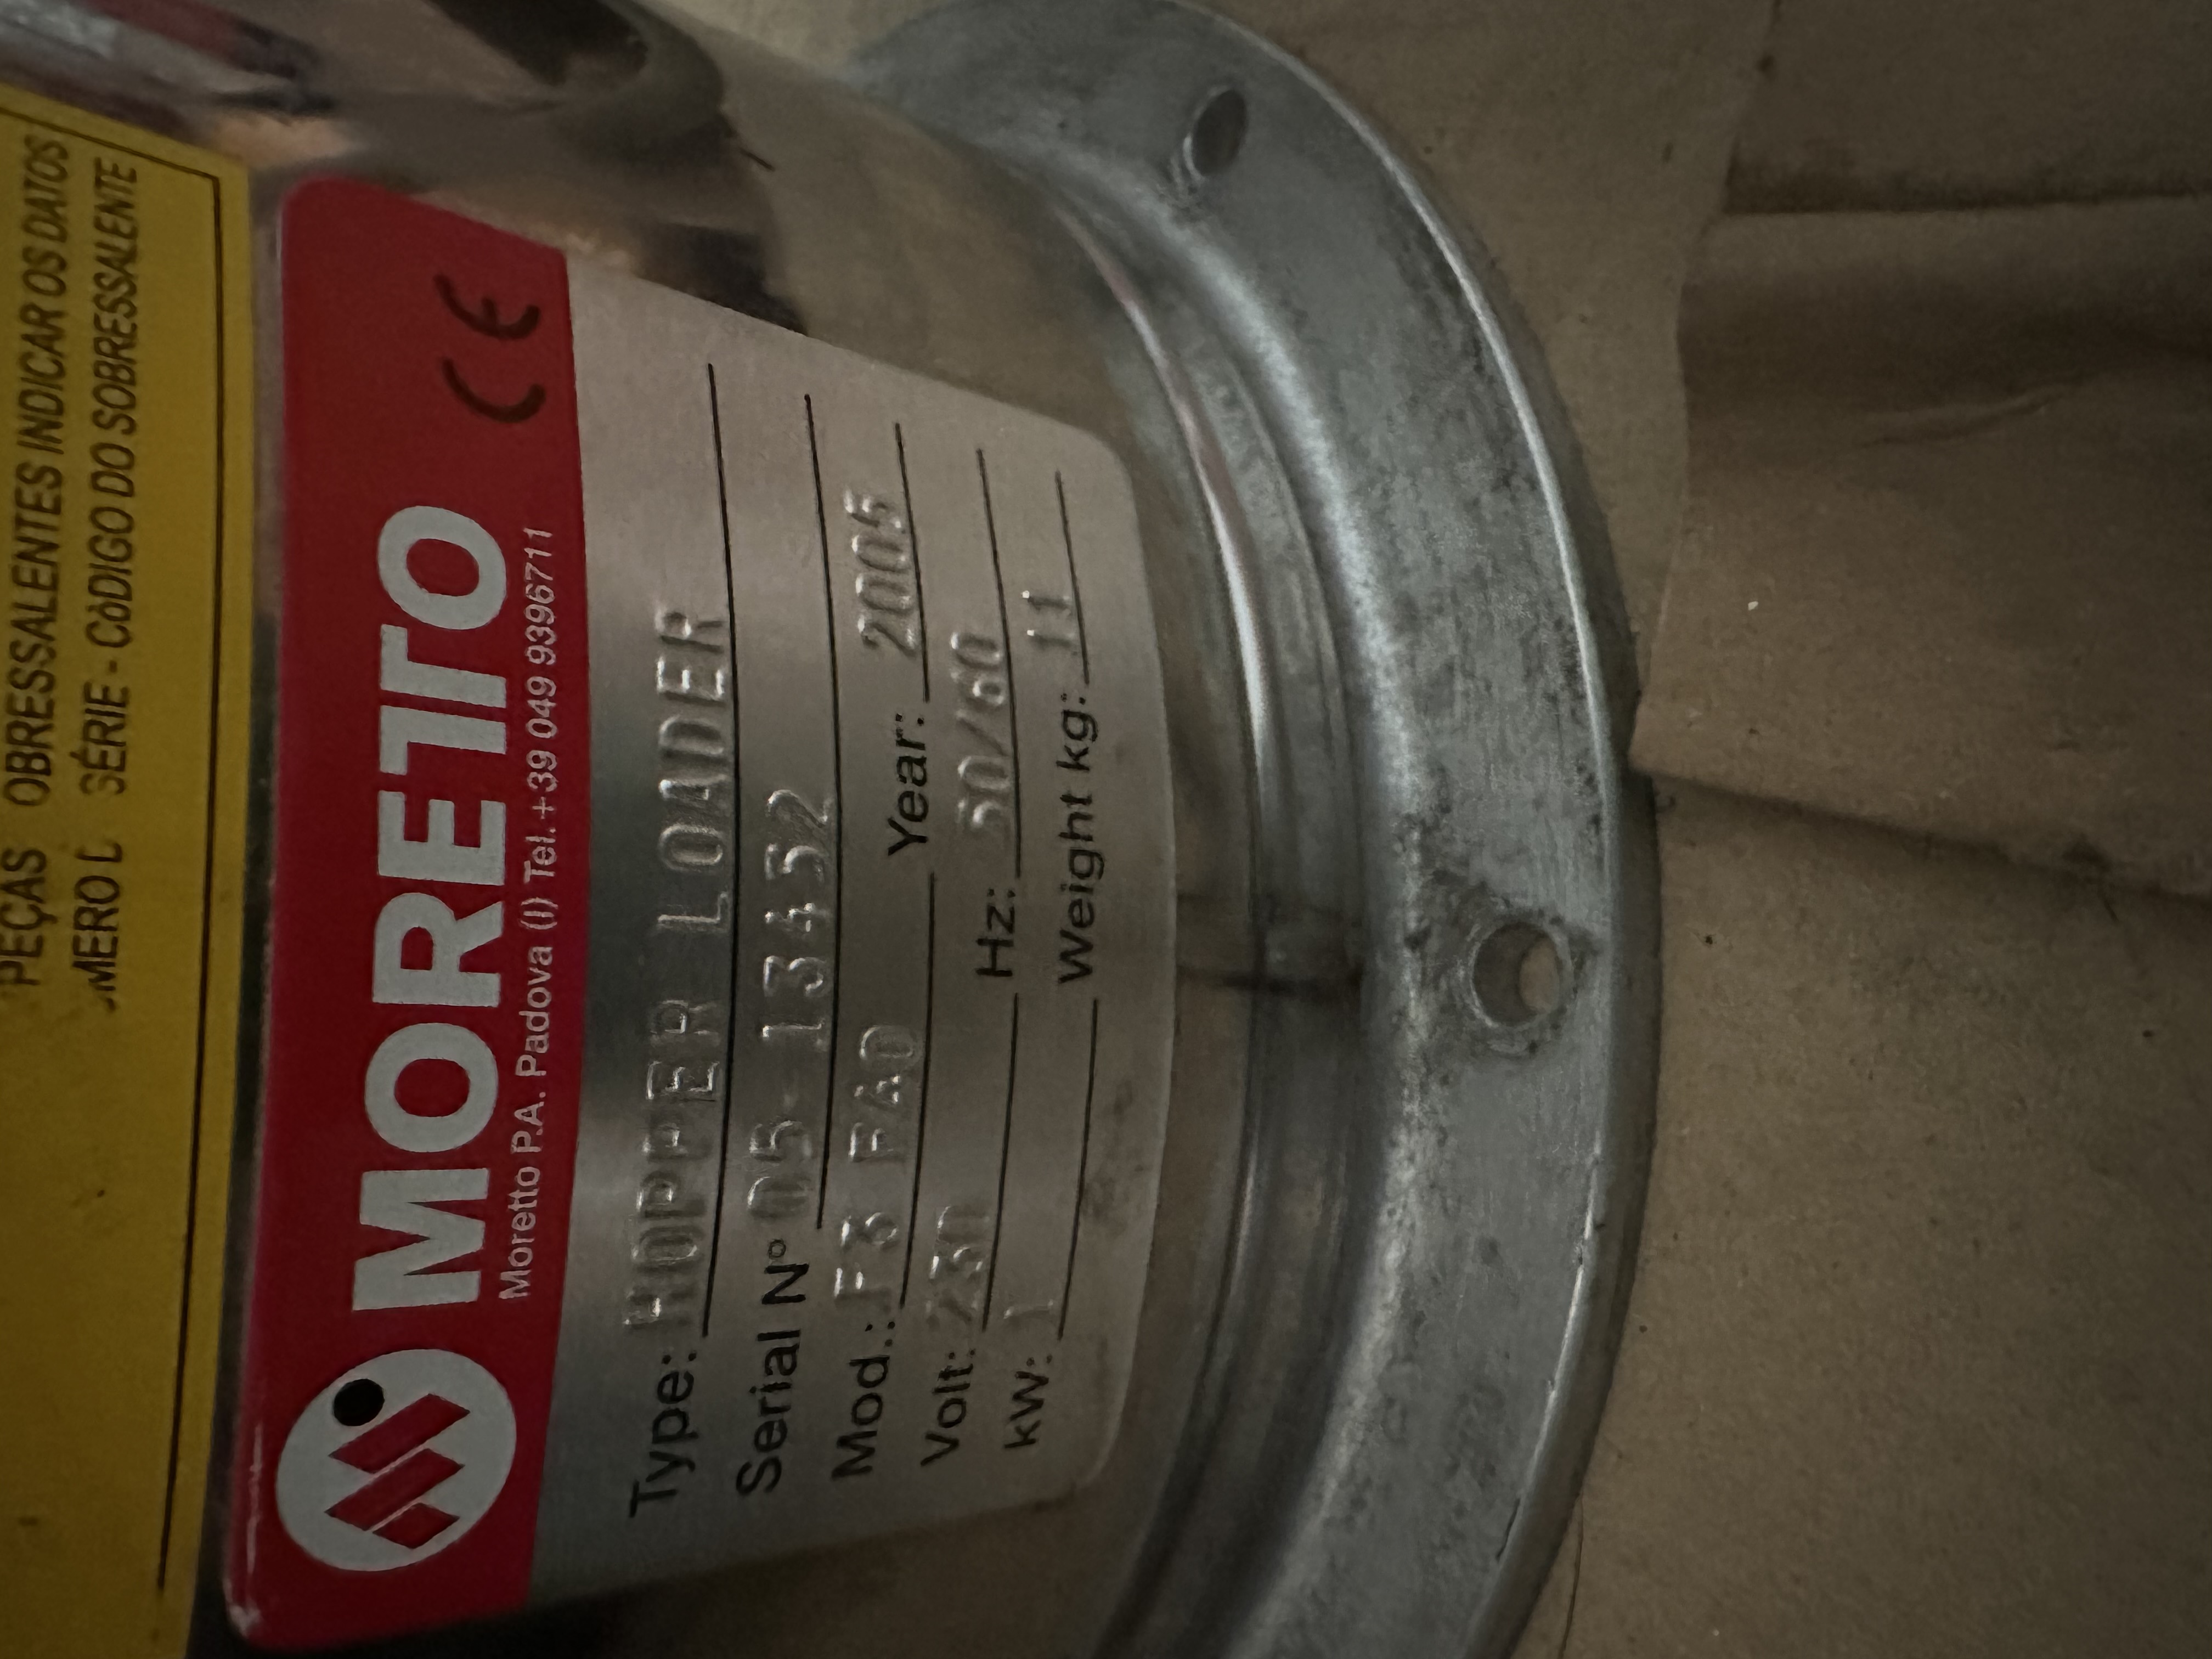 PEÇAS OBRESSALENTES INDICAR OS DATOS
MERO D SÉRIE - CòDIGO DO SOBRESSALENTE
MORETTO CE
Moretto P.A. Padova (I) Tel. +39 049 9396711
Type: HOPPER LOADER
Serial N° 05-13452
Mod.: F3 FAO Year: 2005
Volt: 230 Hz: 50/60
kW: 1 Weight kg: 11